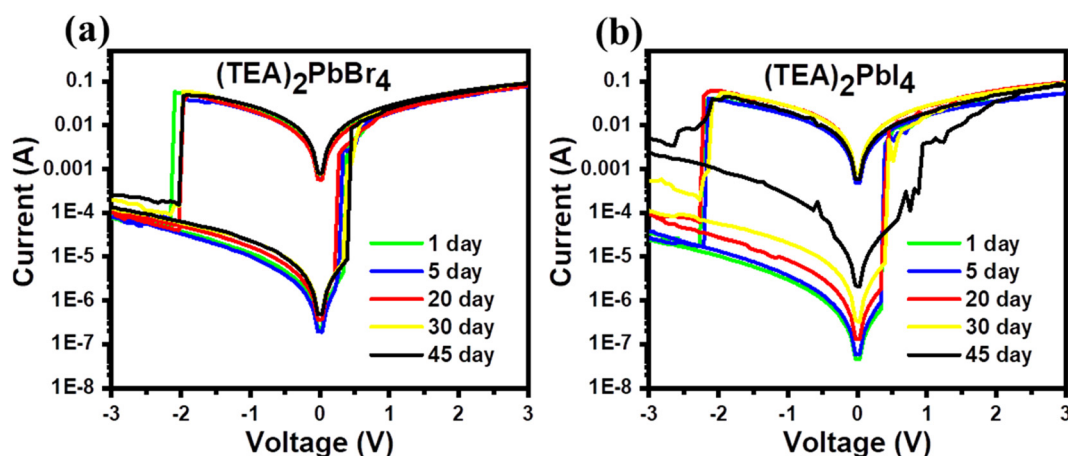 (a)
(TEA)2PbBr4
Current (A)
0.1
0.01
0.001
1E-4
1E-5
1E-6
1E-7
1E-8
1 day
5 day
20 day
30 day
45 day
-3 -2 -1 0 1 2 3
Voltage (V)
(b)
(TEA)2PbI4
Current (A)
0.1
0.01
0.001
1E-4
1E-5
1E-6
1E-7
1E-8
1 day
5 day
20 day
30 day
45 day
-3 -2 -1 0 1 2 3
Voltage (V)